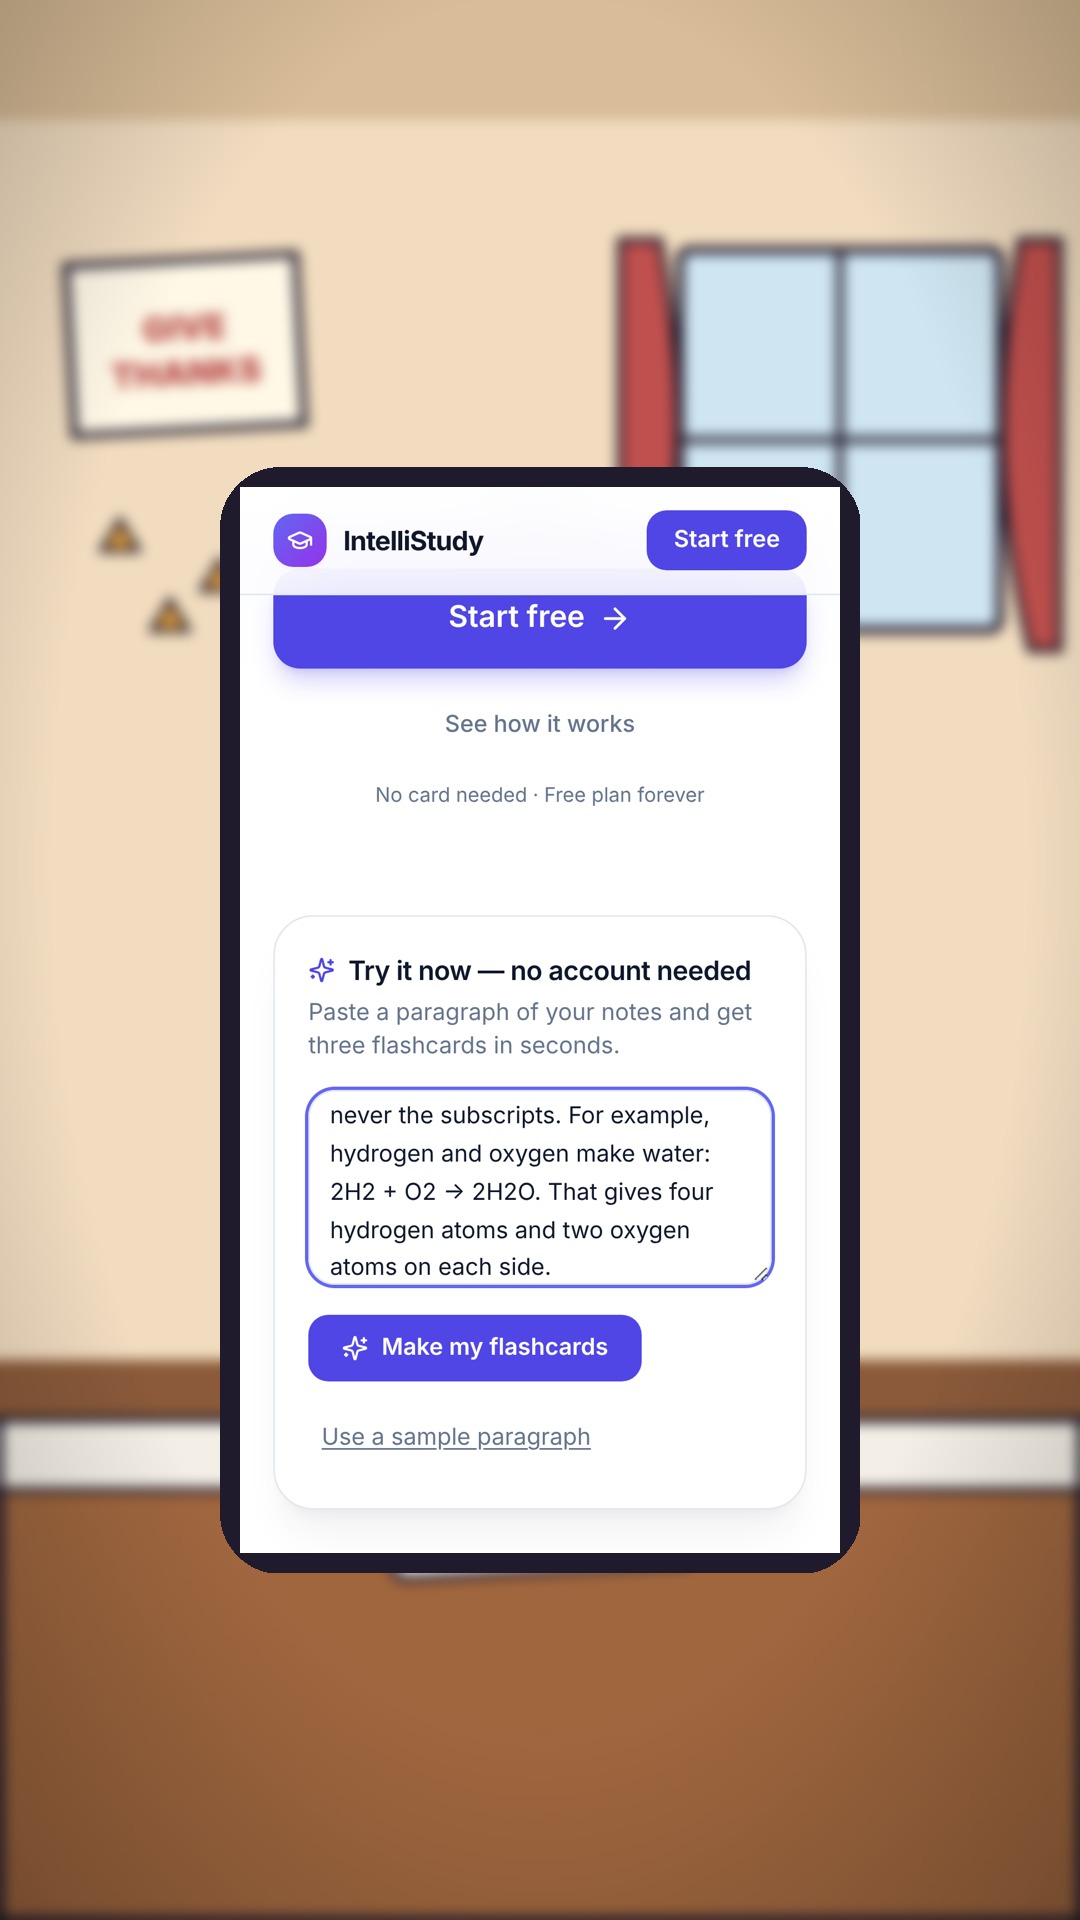 GIVE
THANKS
IntelliStudy
Start free
Start free →
See how it works
No card needed · Free plan forever
Try it now — no account needed
Paste a paragraph of your notes and get
three flashcards in seconds.
never the subscripts. For example,
hydrogen and oxygen make water:
2H2 + O2 → 2H2O. That gives four
hydrogen atoms and two oxygen
atoms on each side.
Make my flashcards
Use a sample paragraph